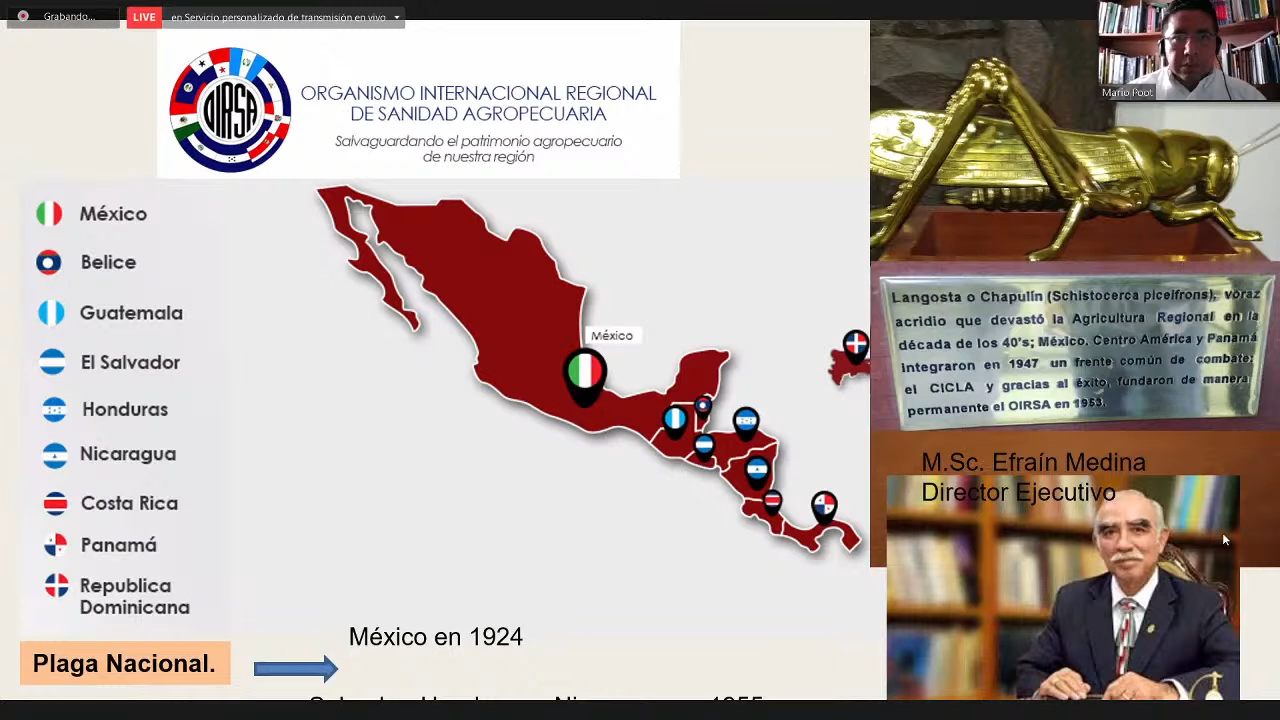 Grabando...
LIVE
en Servicio personalizado de transmisión en vivo
Mario Poot
OIRSA
ORGANISMO INTERNACIONAL REGIONAL
DE SANIDAD AGROPECUARIA
Salvaguardando el patrimonio agropecuario
de nuestra región
México
Belice
Guatemala
El Salvador
Honduras
Nicaragua
Costa Rica
Panamá
Republica
Dominicana
México
Langosta o Chapulín (Schistocerca piceifrons), voraz
acridio que devastó la Agricultura Regional en la
década de los 40's; México. Centro América y Panamá
integraron en 1947 un frente común de combate;
el CICLA y gracias al éxito, fundaron de manera
permanente el OIRSA en 1953.
M.Sc. Efraín Medina
Director Ejecutivo
México en 1924
Plaga Nacional.